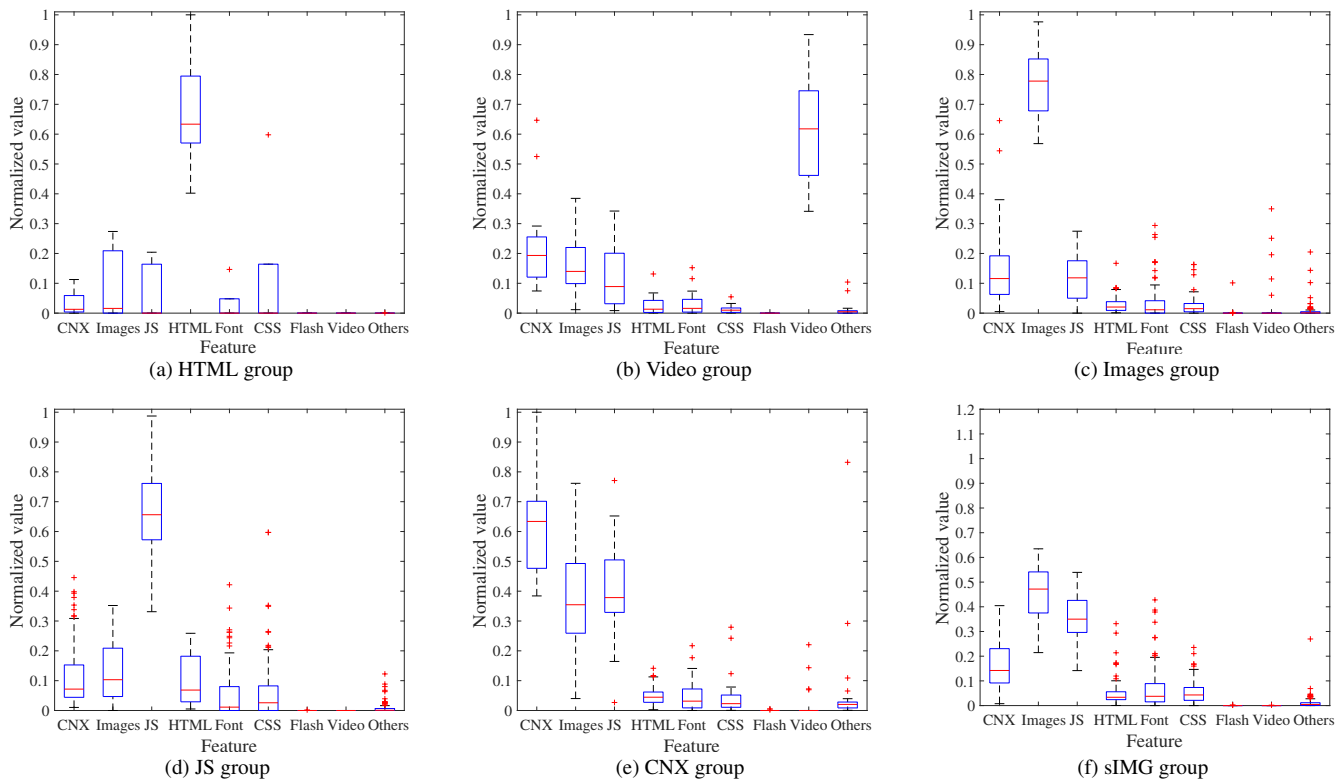 1
0.9
0.8
0.7
0.6
0.5
0.4
0.3
0.2
0.1
0
Normalized value
CNX Images JS HTML Font CSS Flash Video Others
Feature
(a) HTML group
1
0.9
0.8
0.7
0.6
0.5
0.4
0.3
0.2
0.1
0
Normalized value
CNX Images JS HTML Font CSS Flash Video Others
Feature
(b) Video group
1
0.9
0.8
0.7
0.6
0.5
0.4
0.3
0.2
0.1
0
Normalized value
CNX Images JS HTML Font CSS Flash Video Others
Feature
(c) Images group
1
0.9
0.8
0.7
0.6
0.5
0.4
0.3
0.2
0.1
0
Normalized value
CNX Images JS HTML Font CSS Flash Video Others
Feature
(d) JS group
1
0.9
0.8
0.7
0.6
0.5
0.4
0.3
0.2
0.1
0
Normalized value
CNX Images JS HTML Font CSS Flash Video Others
Feature
(e) CNX group
1.2
1.1
1
0.9
0.8
0.7
0.6
0.5
0.4
0.3
0.2
0.1
0
Normalized value
CNX Images JS HTML Font CSS Flash Video Others
Feature
(f) sIMG group